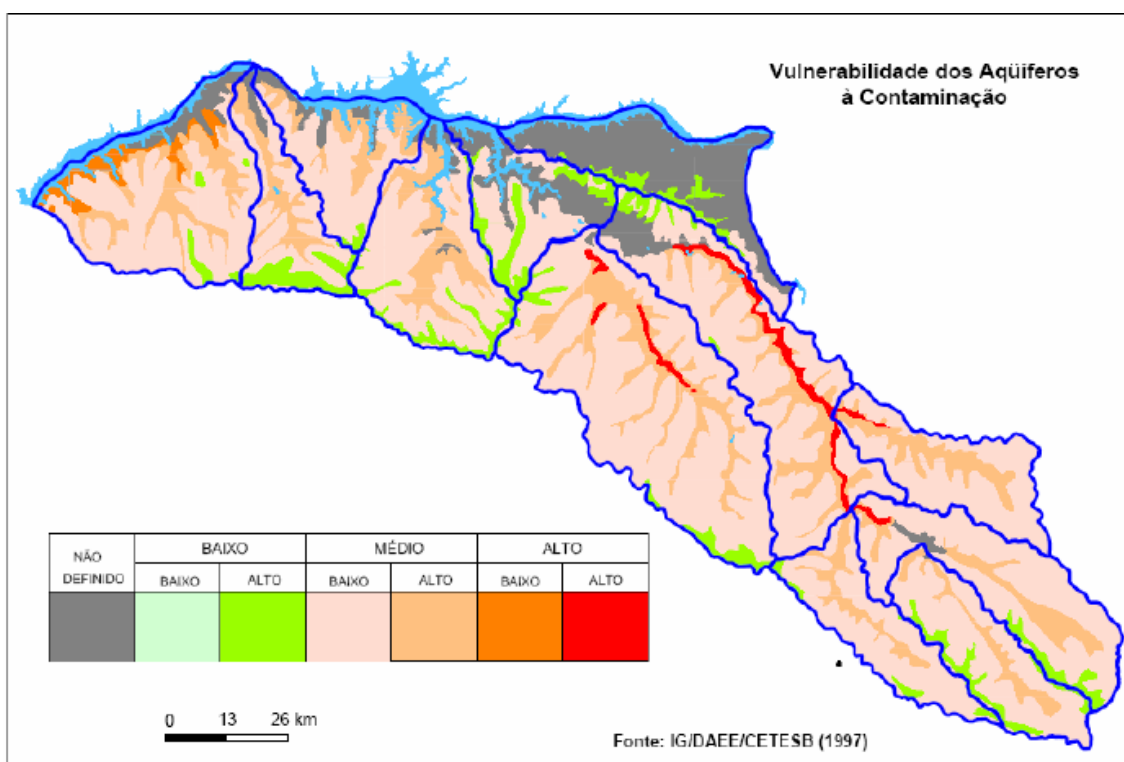 Vulnerabilidade dos Aqüíferos
à Contaminação
NÃO
DEFINIDO
BAIXO
MÉDIO
ALTO
BAIXO
ALTO
BAIXO
ALTO
BAIXO
ALTO
0 13 26 km
Fonte: IG/DAEE/CETESB (1997)